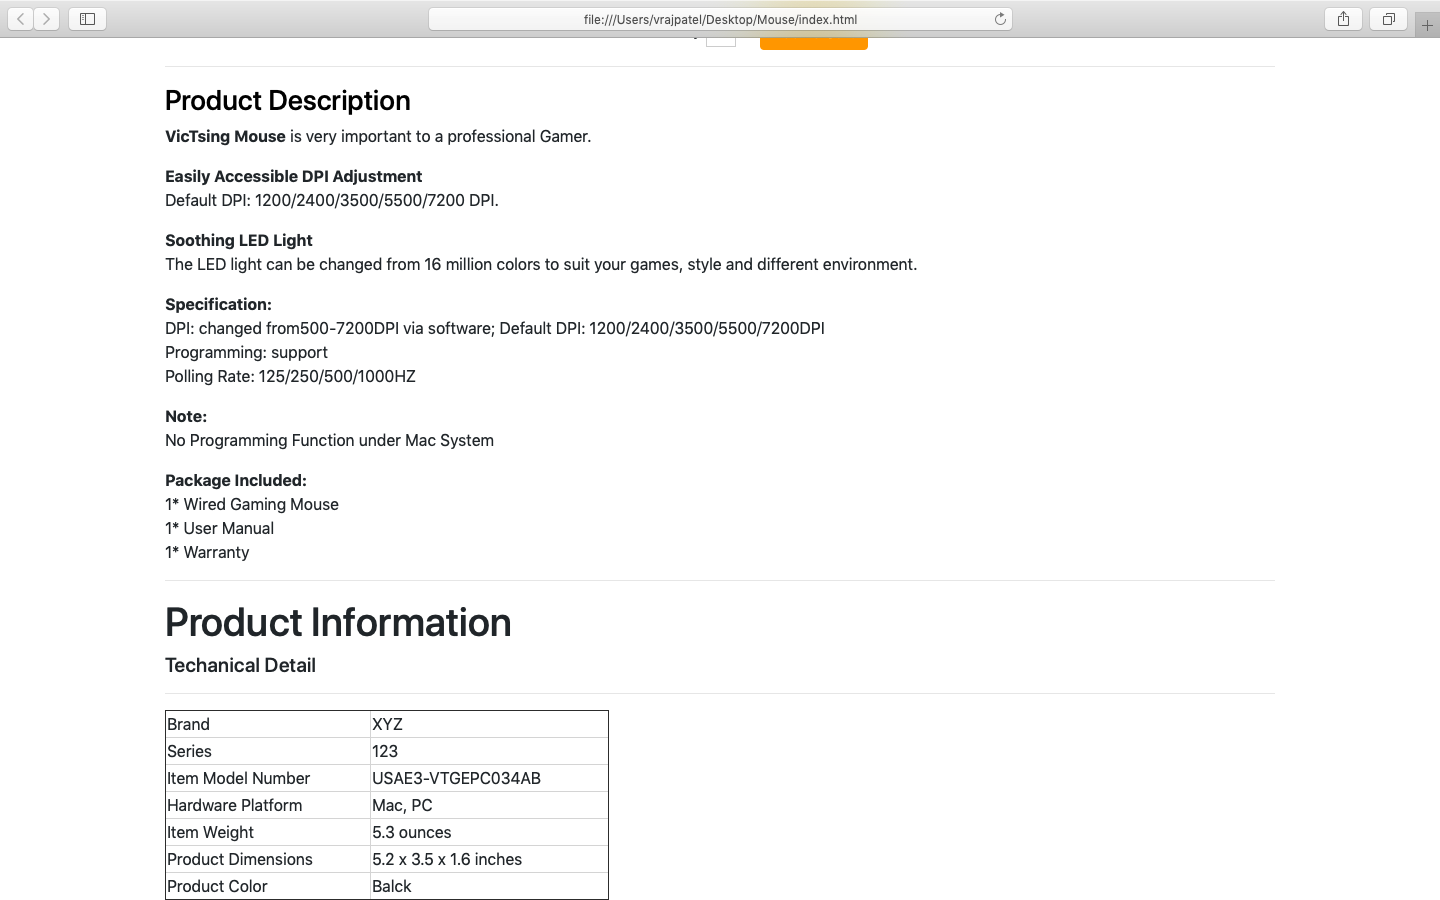 file:///Users/vrajpatel/Desktop/Mouse/index.html
Product Description
VicTsing Mouse is very important to a professional Gamer.
Easily Accessible DPI Adjustment
Default DPI: 1200/2400/3500/5500/7200 DPI.
Soothing LED Light
The LED light can be changed from 16 million colors to suit your games, style and different environment.
Specification:
DPI: changed from500-7200DPI via software; Default DPI: 1200/2400/3500/5500/7200DPI
Programming: support
Polling Rate: 125/250/500/1000HZ
Note:
No Programming Function under Mac System
Package Included:
1* Wired Gaming Mouse
1* User Manual
1* Warranty
Product Information
Techanical Detail
Brand XYZ
Series 123
Item Model Number USAE3-VTGEPC034AB
Hardware Platform Mac, PC
Item Weight 5.3 ounces
Product Dimensions 5.2 x 3.5 x 1.6 inches
Product Color Balck